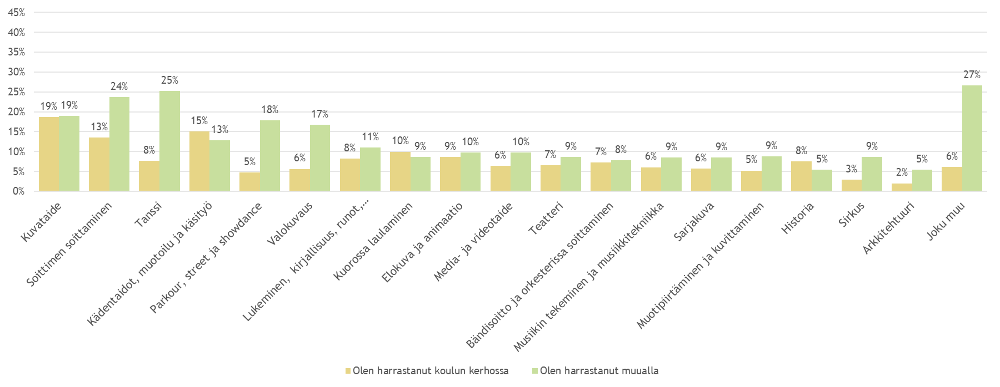 45%
40%
35%
30%
25%
20%
15%
10%
5%
0%
19% 19%
13% 24%
8% 25%
15% 13%
5% 18%
6% 17%
8% 11%
10% 9%
9% 10%
6% 10%
7% 9%
7% 8%
6% 9%
6% 9%
5% 9%
8% 5%
3% 9%
2% 5%
6% 27%
Kuvataide
Soittimen soittaminen
Tanssi
Kädentaidot, muotoilu ja käsityö
Parkour, street ja showdance
Valokuvaus
Lukeminen, kirjallisuus, runot,...
Kuorossa laulaminen
Elokuva ja animaatio
Media- ja videotaide
Teatteri
Bändisoitto ja orkesterissa soittaminen
Musiikin tekeminen ja musiikkitekniikka
Sarjakuva
Muotipiirtäminen ja kuvittaminen
Historia
Sirkus
Arkkitehtuuri
Joku muu
Olen harrastanut koulun kerhossa
Olen harrastanut muualla